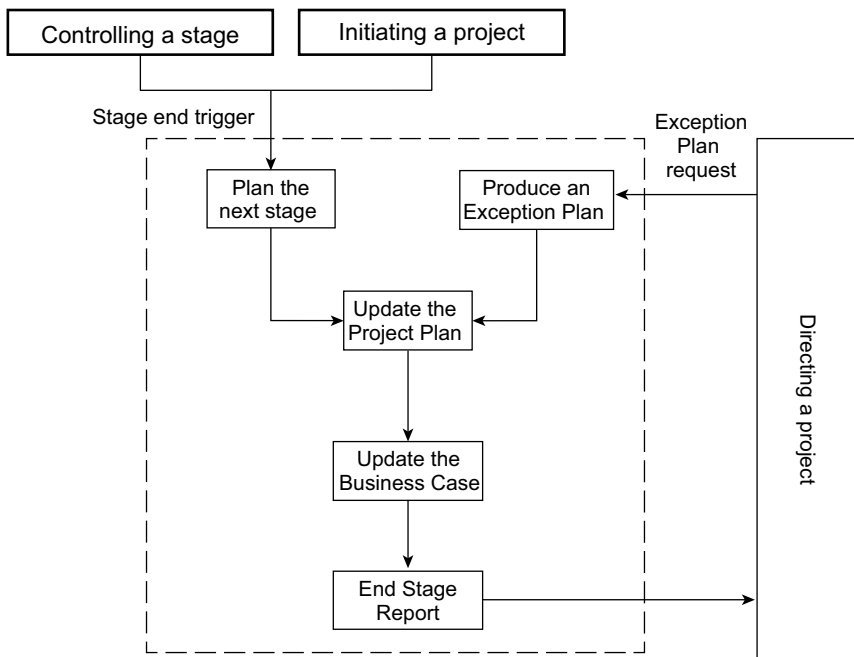 Controlling a stage
Initiating a project
Stage end trigger
Exception
Plan
request
Plan the
next stage
Produce an
Exception Plan
Update the
Project Plan
Directing a project
Update the
Business Case
End Stage
Report